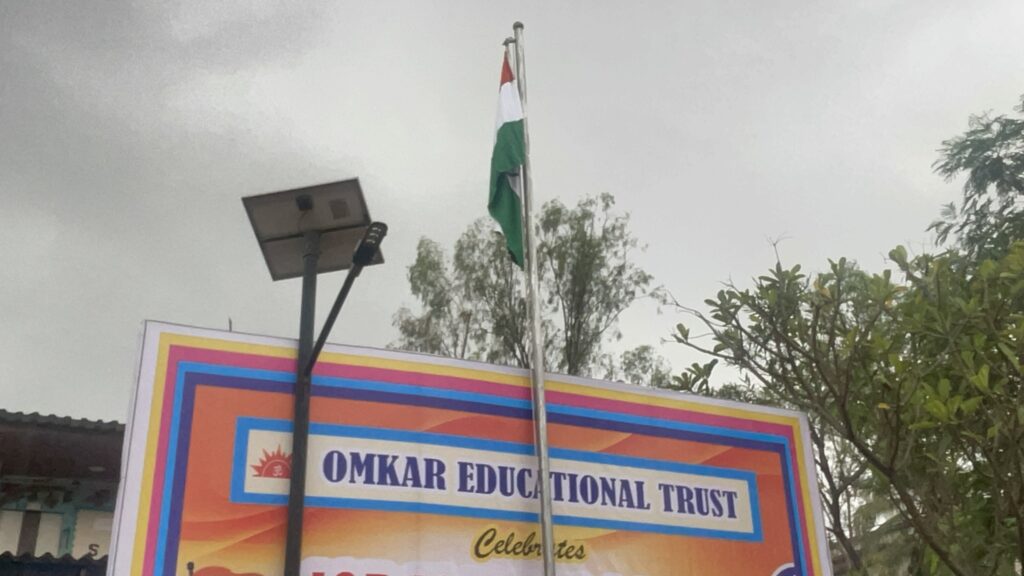 OMKAR EDUCATIONAL TRUST
Celebrates